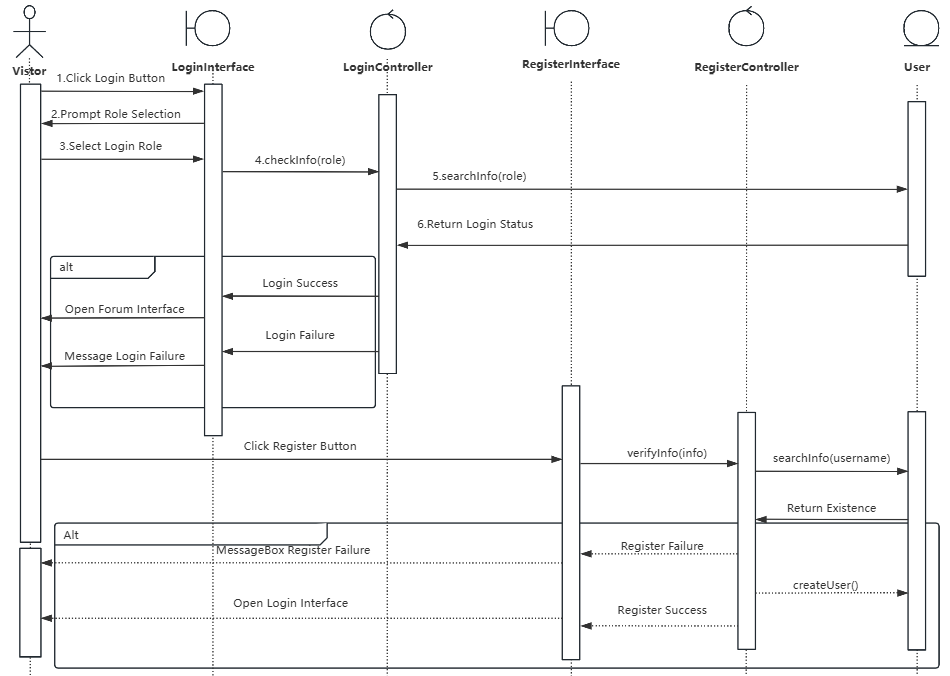 Vistor
LoginInterface
LoginController
RegisterInterface
RegisterController
User
1.Click Login Button
2.Prompt Role Selection
3.Select Login Role
4.checkInfo(role)
5.searchInfo(role)
6.Return Login Status
alt
Login Success
Open Forum Interface
Login Failure
Message Login Failure
Click Register Button
verifyInfo(info)
searchInfo(username)
Return Existence
Alt
MessageBox Register Failure
Register Failure
createUser()
Open Login Interface
Register Success